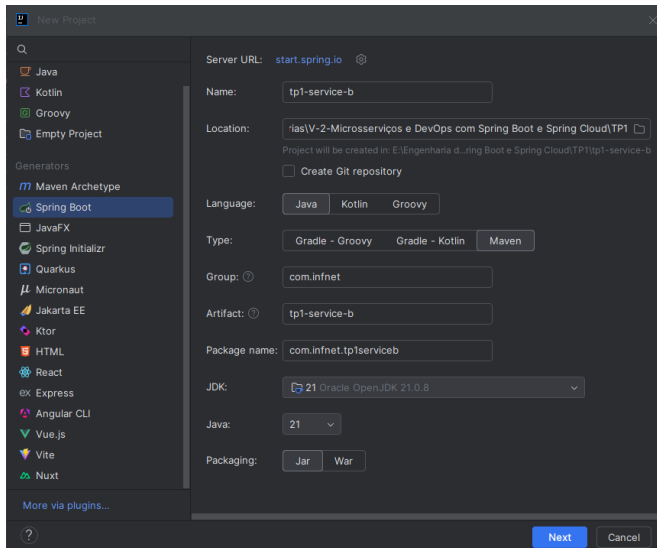 New Project
Java
Kotlin
Groovy
Empty Project
Generators
Maven Archetype
Spring Boot
JavaFX
Spring Initializr
Quarkus
Micronaut
Jakarta EE
Ktor
HTML
React
Express
Angular CLI
Vue.js
Vite
Nuxt
More via plugins...
Server URL: start.spring.io
Name: tp1-service-b
Location: rias\V-2-Microsserviços e DevOps com Spring Boot e Spring Cloud\TP1
Project will be created in: E:\Engenharia d...ring Boot e Spring Cloud\TP1\tp1-service-b
Create Git repository
Language: Java Kotlin Groovy
Type: Gradle - Groovy Gradle - Kotlin Maven
Group: com.infnet
Artifact: tp1-service-b
Package name: com.infnet.tp1serviceb
JDK: 21 Oracle OpenJDK 21.0.8
Java: 21
Packaging: Jar War
? Next Cancel